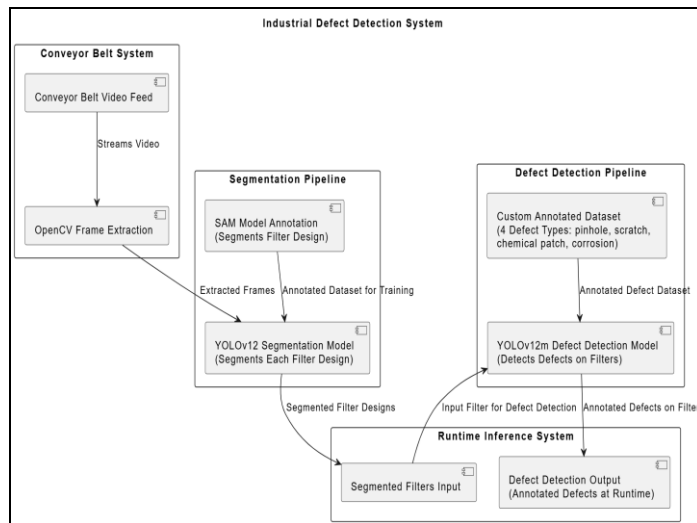 Industrial Defect Detection System
Conveyor Belt System
Conveyor Belt Video Feed
Streams Video
OpenCV Frame Extraction
Segmentation Pipeline
SAM Model Annotation
(Segments Filter Design)
Extracted Frames
Annotated Dataset for Training
YOLOv12 Segmentation Model
(Segments Each Filter Design)
Segmented Filter Designs
Defect Detection Pipeline
Custom Annotated Dataset
(4 Defect Types: pinhole, scratch,
chemical patch, corrosion)
Annotated Defect Dataset
YOLOv12m Defect Detection Model
(Detects Defects on Filters)
Input Filter for Defect Detection
Annotated Defects on Filter
Runtime Inference System
Segmented Filters Input
Defect Detection Output
(Annotated Defects at Runtime)